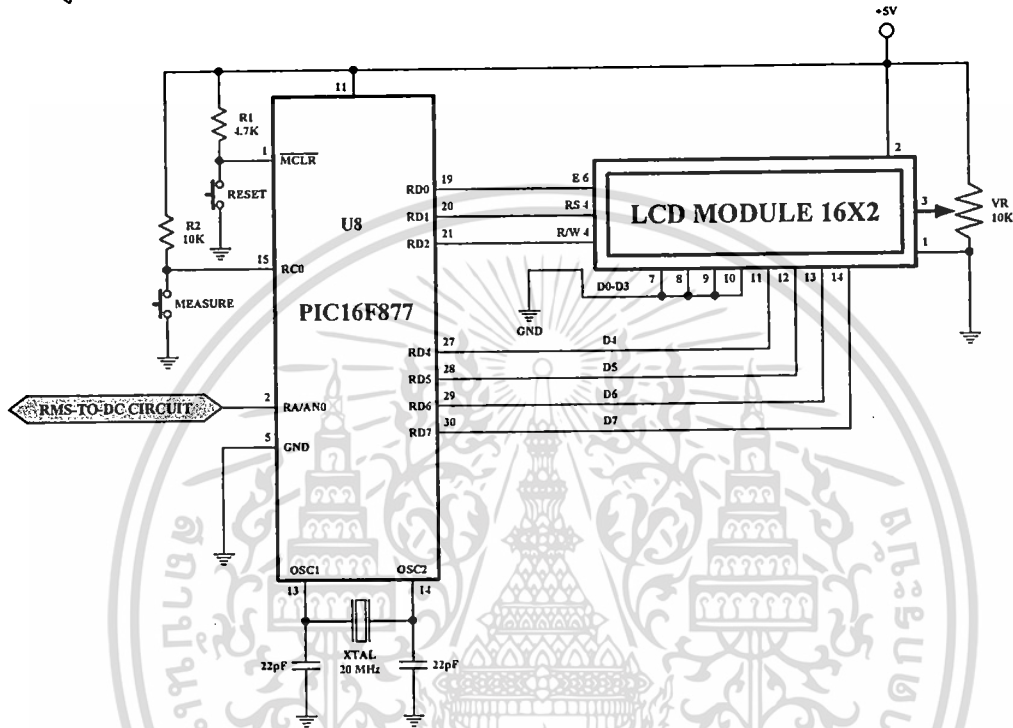 +5V
11
R1
4.7K
1
MCLR
RESET
R2
10K
15
RC0
MEASURE
U8
PIC16F877
RMS-TO-DC CIRCUIT
2
RA/AN0
5
GND
OSC1
OSC2
13
14
XTAL
20 MHz
22pF
22pF
RD0
19
RD1
20
RD2
21
RD4
27
RD5
28
RD6
29
RD7
30
E 6
RS 4
R/W 4
LCD MODULE 16X2
2
3
1
VR
10K
D0-D3
7
8
9
10
11
12
13
14
GND
D4
D5
D6
D7